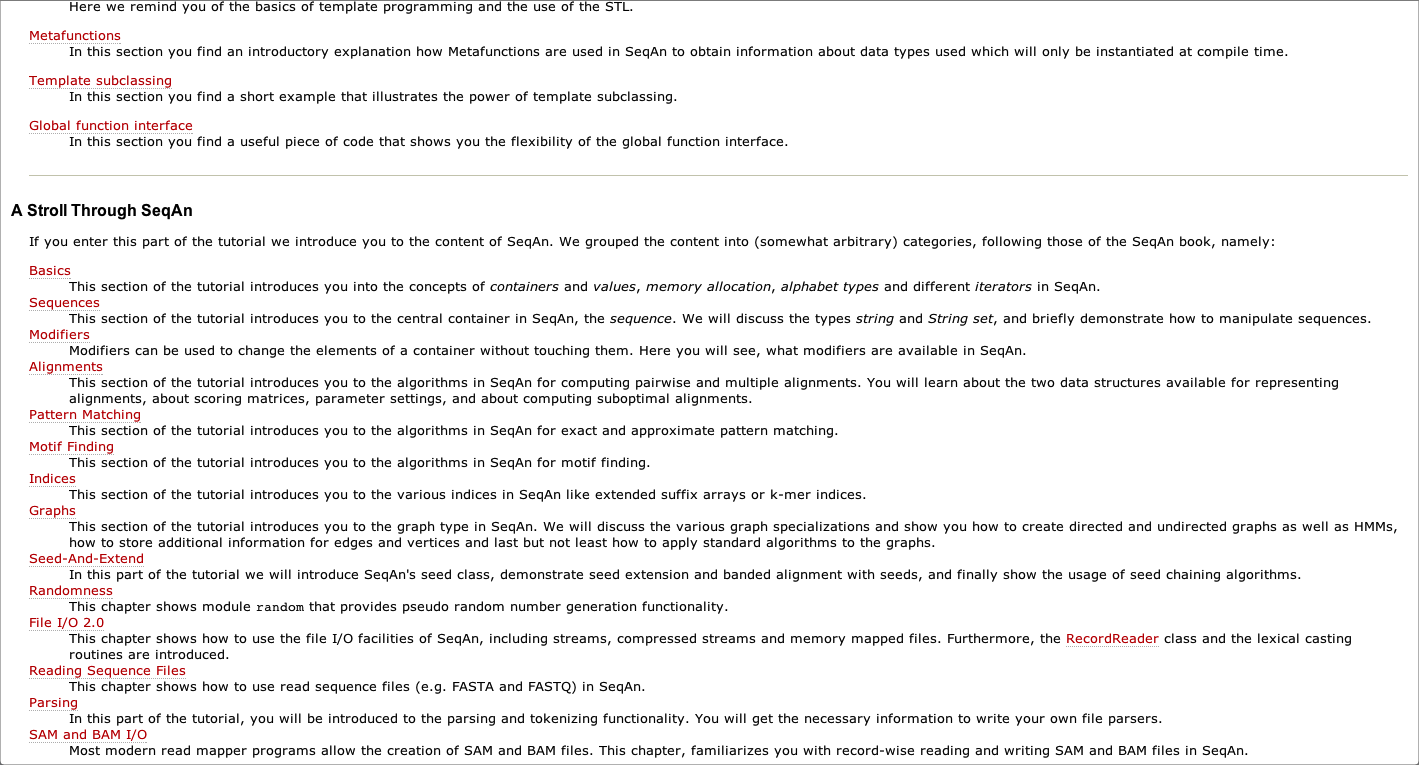 Here we remind you of the basics of template programming and the use of the STL.
Metafunctions
In this section you find an introductory explanation how Metafunctions are used in SeqAn to obtain information about data types used which will only be instantiated at compile time.
Template subclassing
In this section you find a short example that illustrates the power of template subclassing.
Global function interface
In this section you find a useful piece of code that shows you the flexibility of the global function interface.
A Stroll Through SeqAn
If you enter this part of the tutorial we introduce you to the content of SeqAn. We grouped the content into (somewhat arbitrary) categories, following those of the SeqAn book, namely:
Basics
This section of the tutorial introduces you into the concepts of containers and values, memory allocation, alphabet types and different iterators in SeqAn.
Sequences
This section of the tutorial introduces you to the central container in SeqAn, the sequence. We will discuss the types string and String set, and briefly demonstrate how to manipulate sequences.
Modifiers
Modifiers can be used to change the elements of a container without touching them. Here you will see, what modifiers are available in SeqAn.
Alignments
This section of the tutorial introduces you to the algorithms in SeqAn for computing pairwise and multiple alignments. You will learn about the two data structures available for representing
alignments, about scoring matrices, parameter settings, and about computing suboptimal alignments.
Pattern Matching
This section of the tutorial introduces you to the algorithms in SeqAn for exact and approximate pattern matching.
Motif Finding
This section of the tutorial introduces you to the algorithms in SeqAn for motif finding.
Indices
This section of the tutorial introduces you to the various indices in SeqAn like extended suffix arrays or k-mer indices.
Graphs
This section of the tutorial introduces you to the graph type in SeqAn. We will discuss the various graph specializations and show you how to create directed and undirected graphs as well as HMMs,
how to store additional information for edges and vertices and last but not least how to apply standard algorithms to the graphs.
Seed-And-Extend
In this part of the tutorial we will introduce SeqAn's seed class, demonstrate seed extension and banded alignment with seeds, and finally show the usage of seed chaining algorithms.
Randomness
This chapter shows module random that provides pseudo random number generation functionality.
File I/O 2.0
This chapter shows how to use the file I/O facilities of SeqAn, including streams, compressed streams and memory mapped files. Furthermore, the RecordReader class and the lexical casting
routines are introduced.
Reading Sequence Files
This chapter shows how to use read sequence files (e.g. FASTA and FASTQ) in SeqAn.
Parsing
In this part of the tutorial, you will be introduced to the parsing and tokenizing functionality. You will get the necessary information to write your own file parsers.
SAM and BAM I/O
Most modern read mapper programs allow the creation of SAM and BAM files. This chapter, familiarizes you with record-wise reading and writing SAM and BAM files in SeqAn.